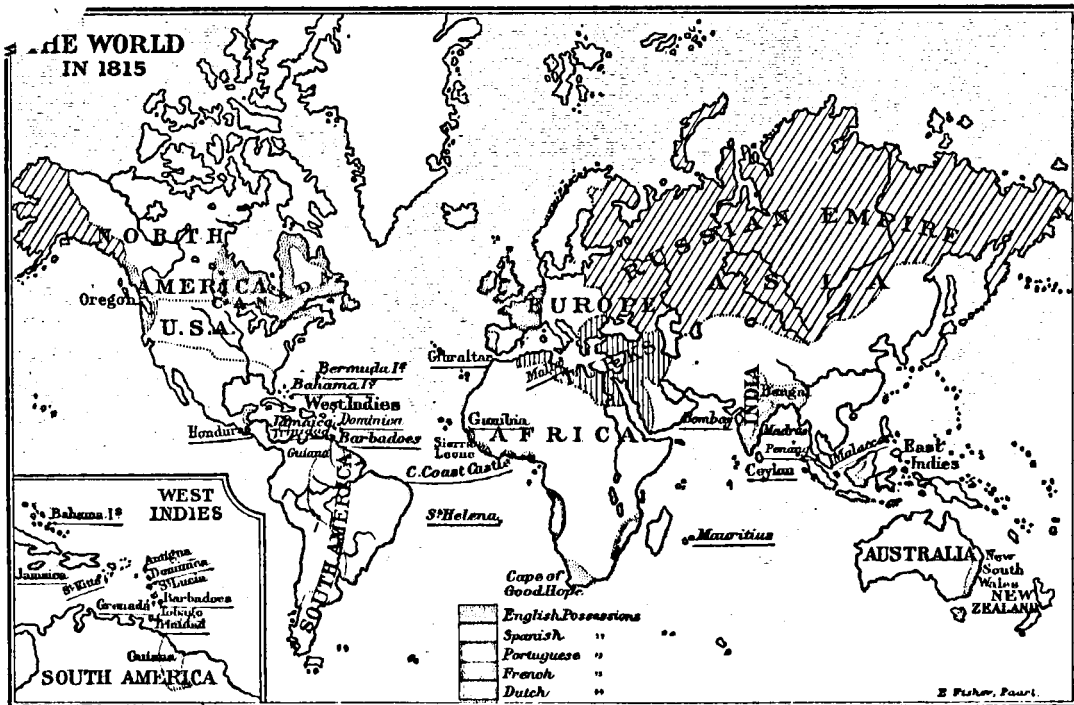 THE WORLD
IN 1815
NORTH
AMERICA
CANADA
Oregon
U.S.A.
Bermuda Iˢ
Bahama Iˢ
West Indies
Jamaica
Dominion
Trinidad
Barbadoes
Honduras
Guiana
SOUTH AMERICA
RUSSIAN EMPIRE
ASIA
EUROPE
Gibraltar
Malta
Gambia
Sierra
Leone
AFRICA
C. Coast Castle
Sᵗ Helena
Cape of
Good Hope
Mauritius
Bombay
INDIA
Bengal
Madras
Penang
Ceylon
Malacca
East
Indies
AUSTRALIA
New
South
Wales
NEW
ZEALAND
WEST
INDIES
Bahama Iˢ
Jamaica
Sᵗ Kitts
Antigua
Dominica
Sᵗ Lucia
Barbadoes
Grenada
Tobago
Trinidad
Guiana
SOUTH AMERICA
English Possessions
Spanish "
Portuguese "
French "
Dutch "
E Fisher, Paur.